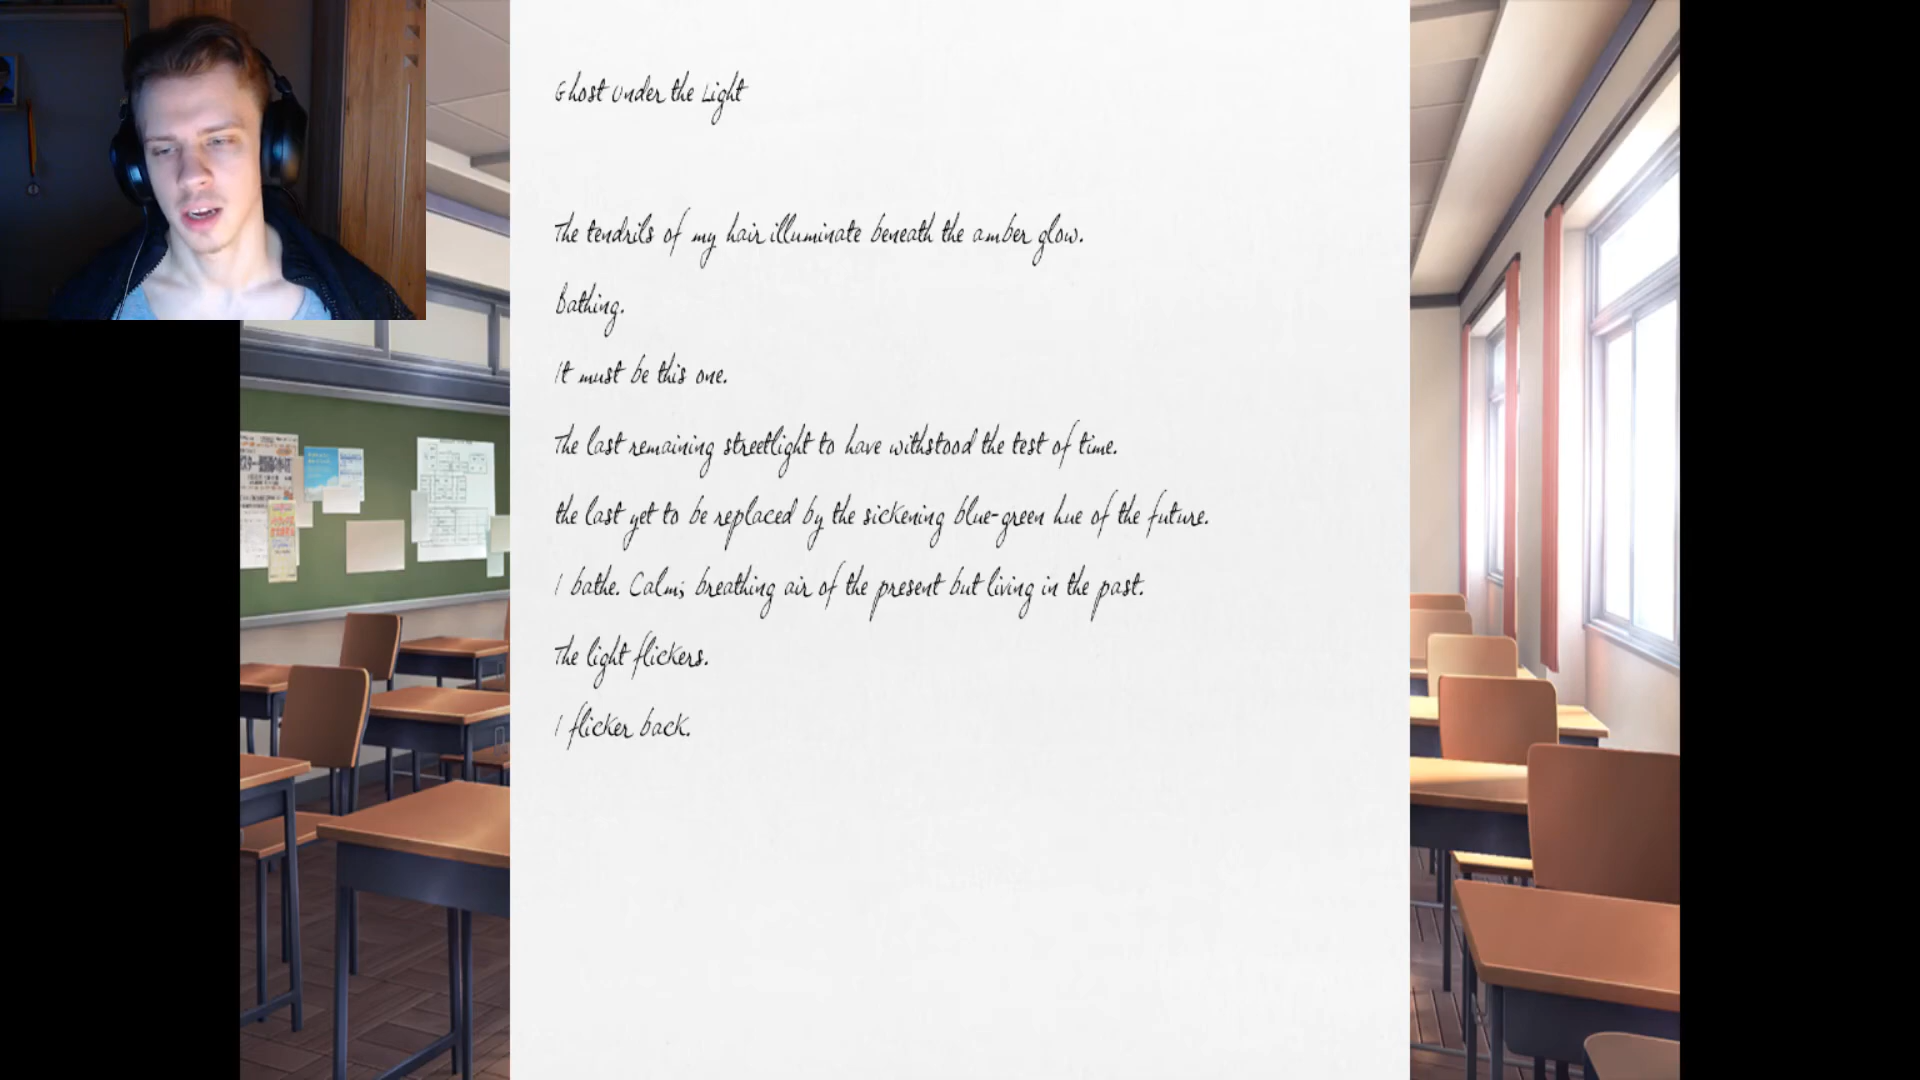 Ghost Under the Light
The tendrils of my hair illuminate beneath the amber glow.
Bathing.
It must be this one.
The last remaining streetlight to have withstood the test of time.
the last yet to be replaced by the sickening blue-green hue of the future.
I bathe. Calm; breathing air of the present but living in the past.
The light flickers.
I flicker back.